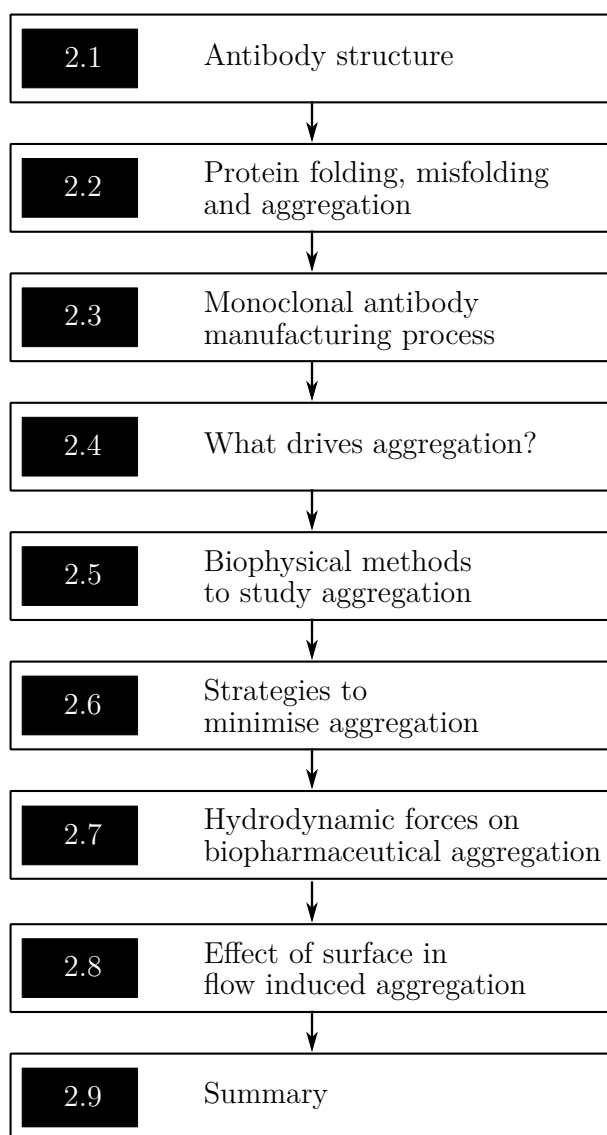 2.1
Antibody structure
2.2
Protein folding, misfolding
and aggregation
2.3
Monoclonal antibody
manufacturing process
2.4
What drives aggregation?
2.5
Biophysical methods
to study aggregation
2.6
Strategies to
minimise aggregation
2.7
Hydrodynamic forces on
biopharmaceutical aggregation
2.8
Effect of surface in
flow induced aggregation
2.9
Summary